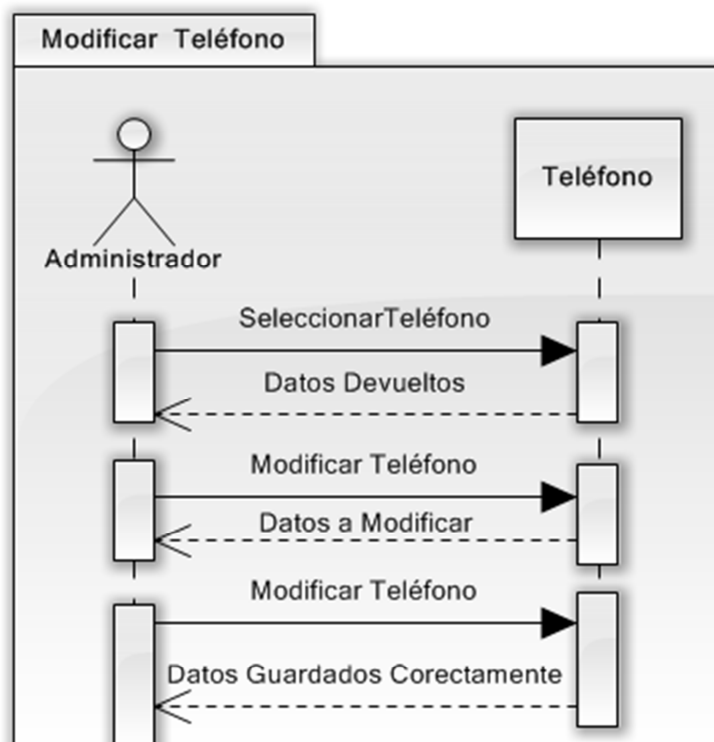 Modificar Teléfono
Teléfono
Administrador
SeleccionarTeléfono
Datos Devueltos
Modificar Teléfono
Datos a Modificar
Modificar Teléfono
Datos Guardados Corectamente